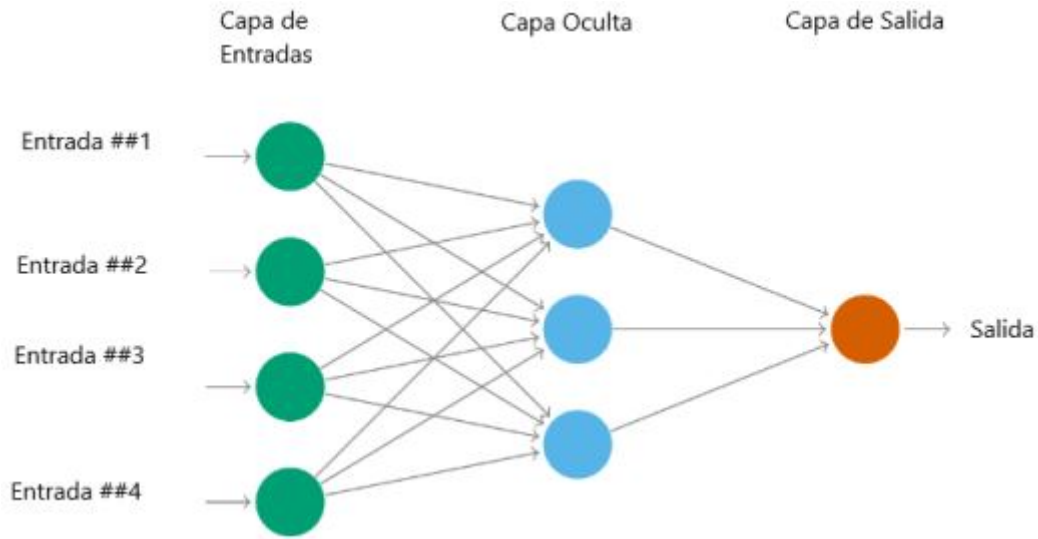 Capa de
Entradas
Capa Oculta
Capa de Salida
Entrada ##1
Entrada ##2
Entrada ##3
Entrada ##4
Salida